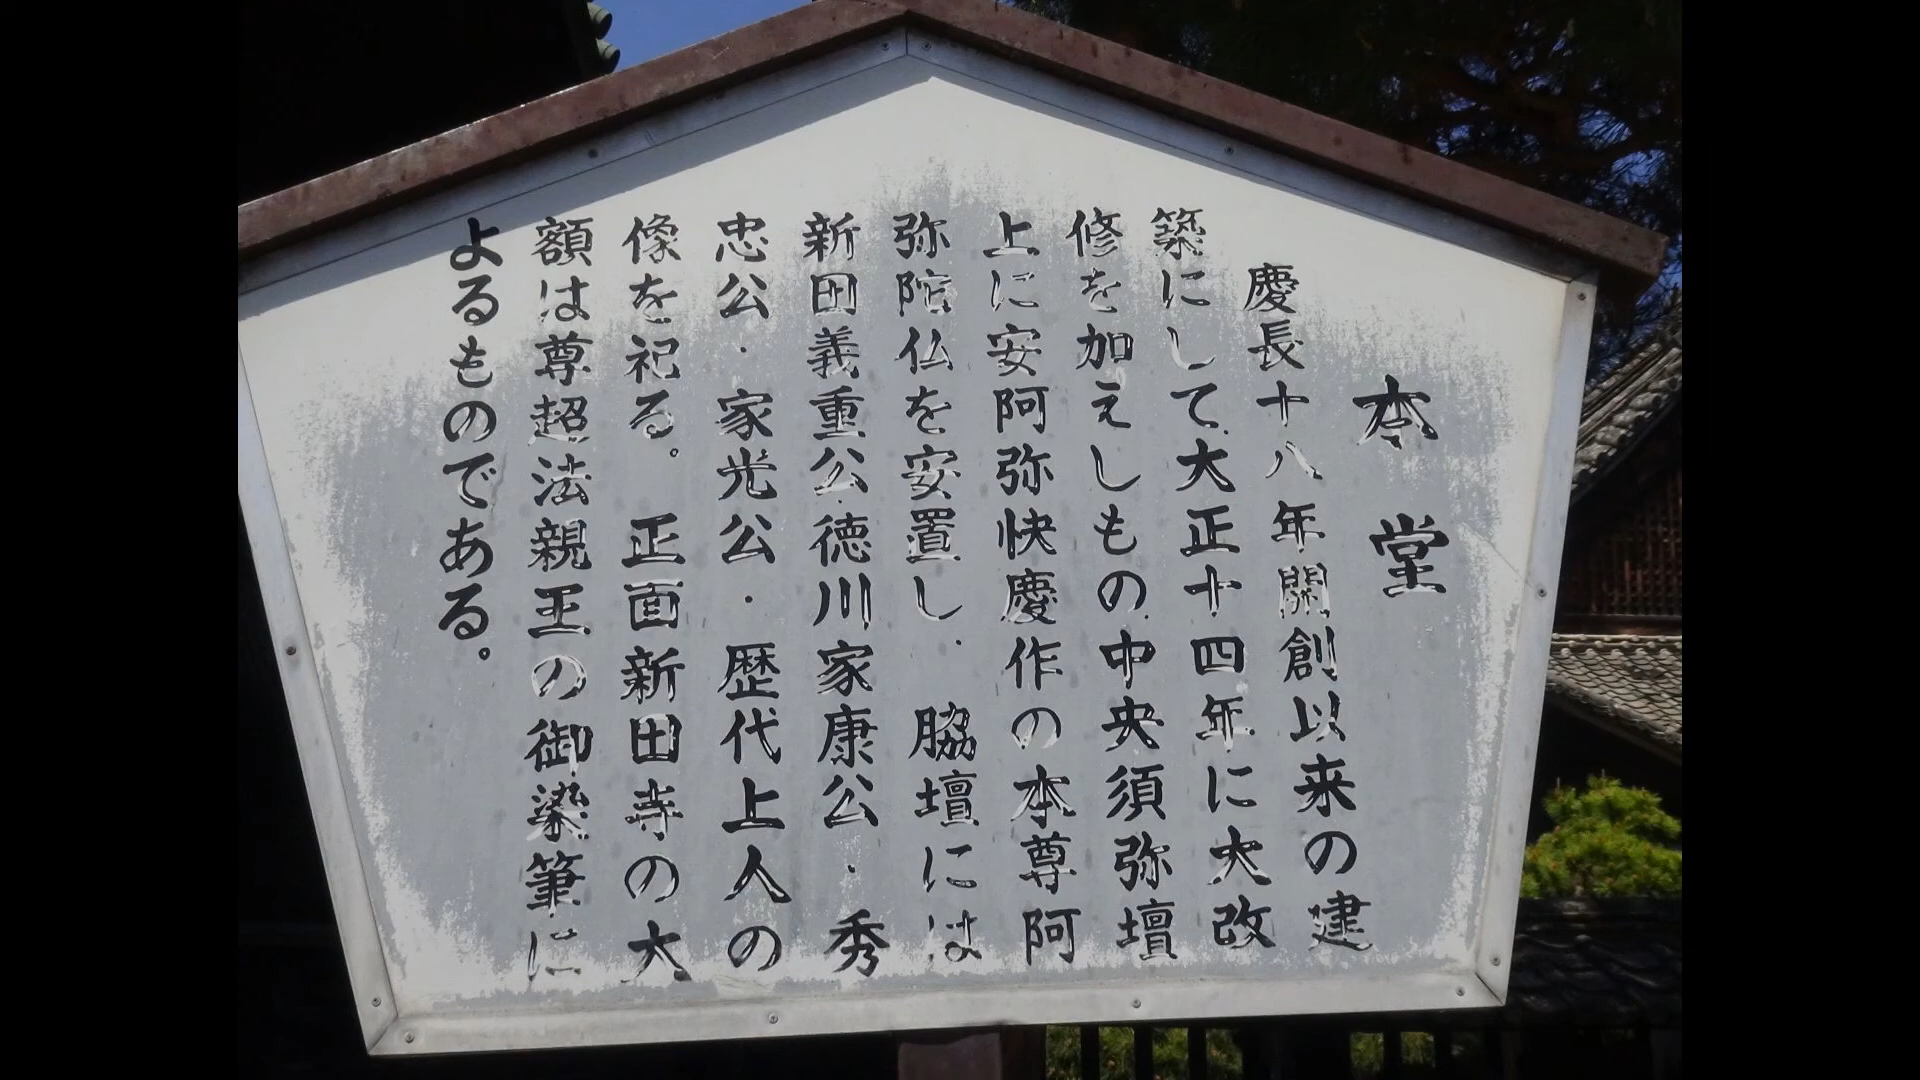 本堂
慶長十八年開創以来の建
築にして大正十四年に大改
修を加えしもの中央須弥壇
上に安阿弥快慶作の本尊阿
弥陀仏を安置し、脇壇には
新田義重公徳川家康公・秀
忠公・家光公・歴代上人の
像を祀る。正面新田寺の大
額は尊超法親王の御染筆に
よるものである。